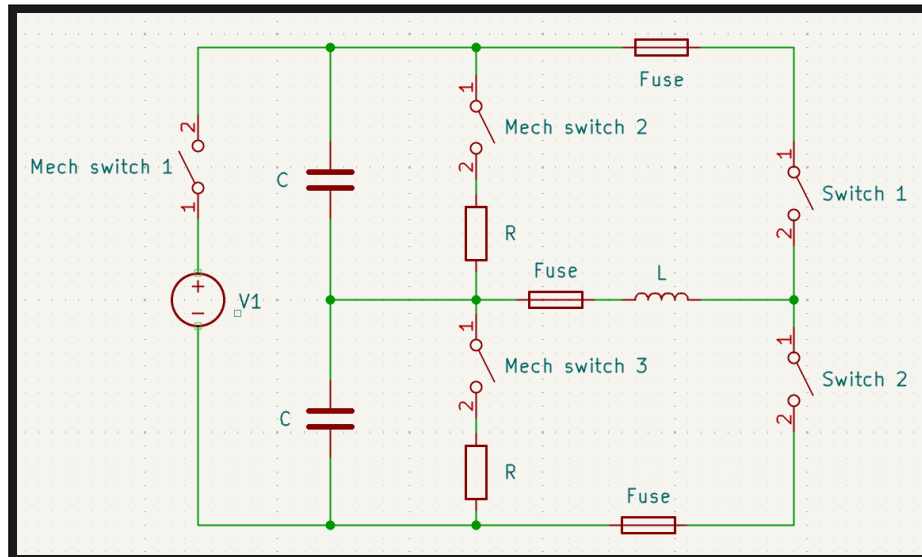 Fuse
1
Mech switch 2
2
2
Mech switch 1
1
C
1
Switch 1
2
R
Fuse
L
+
V1
−
1
Mech switch 3
2
1
Switch 2
2
C
R
Fuse